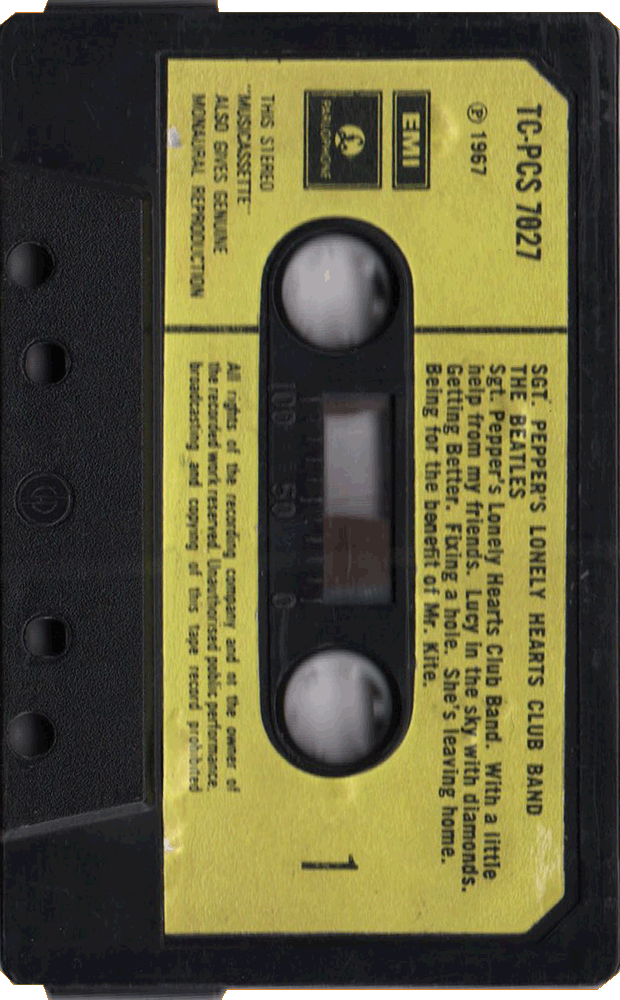 TC-PCS 7027
℗ 1967
EMI
PARLOPHONE
THIS STEREO
"MUSICASSETTE"
ALSO GIVES GENUINE
MONAURAL REPRODUCTION
SGT. PEPPER'S LONELY HEARTS CLUB BAND
THE BEATLES
Sgt. Pepper's Lonely Hearts Club Band. With a little
help from my friends. Lucy in the sky with diamonds.
Getting Better. Fixing a hole. She's leaving home.
Being for the benefit of Mr. Kite.
100 50 0
1
All rights of the recording company and of the owner of
the recorded work reserved. Unauthorised public performance,
broadcasting and copying of this tape record prohibited